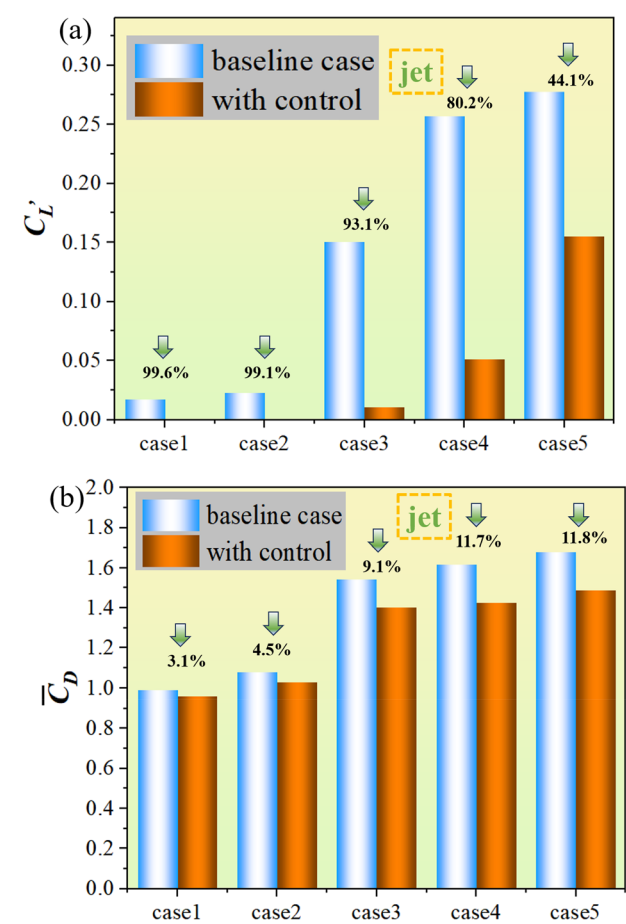 (a)
baseline case
with control
jet
0.30
0.25
0.20
0.15
0.10
0.05
0.00
C_L'
99.6%
99.1%
93.1%
80.2%
44.1%
case1 case2 case3 case4 case5
(b)
baseline case
with control
jet
2.0
1.8
1.6
1.4
1.2
1.0
0.8
0.6
0.4
0.2
0.0
C̅_D
3.1%
4.5%
9.1%
11.7%
11.8%
case1 case2 case3 case4 case5